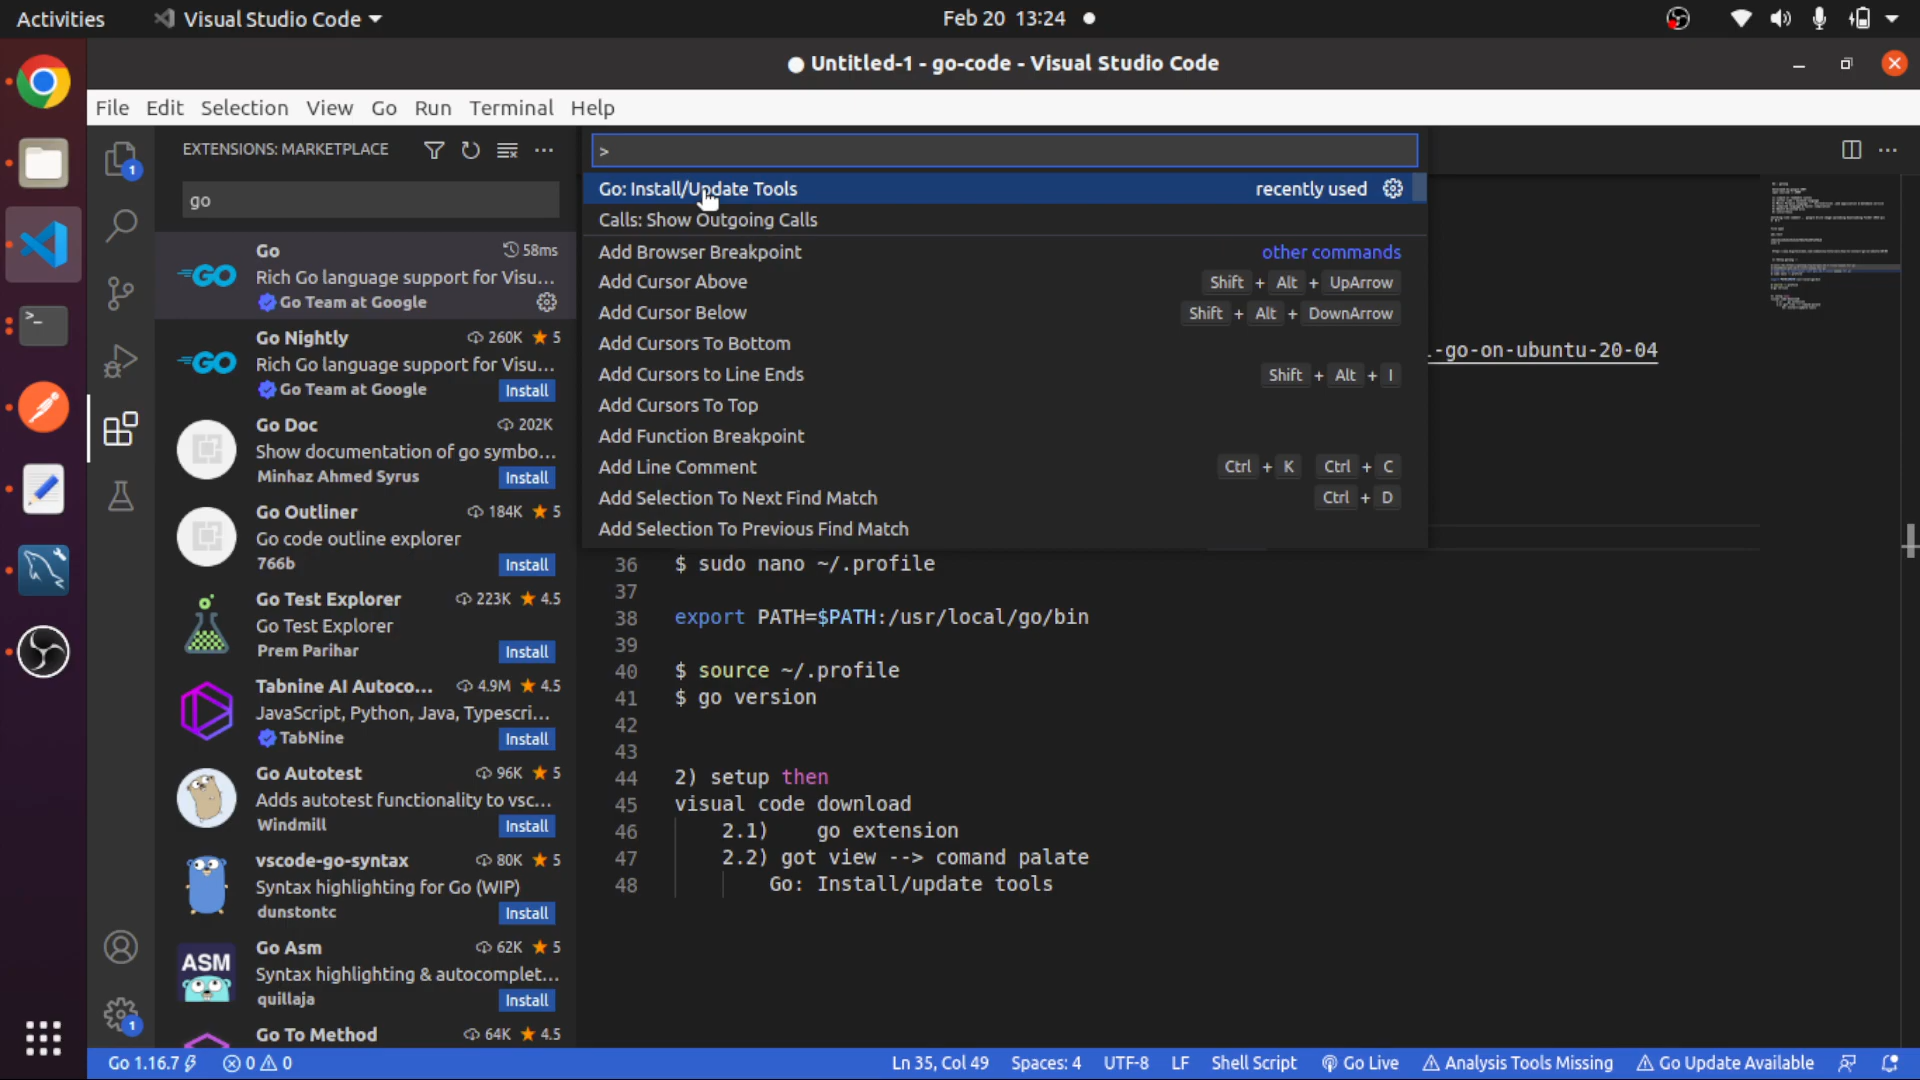 Activities
Visual Studio Code
Feb 20 13:24
● Untitled-1 - go-code - Visual Studio Code
File Edit Selection View Go Run Terminal Help
EXTENSIONS: MARKETPLACE
go
Go 58ms
Rich Go language support for Visu...
Go Team at Google
Go Nightly 260K 5
Rich Go language support for Visu...
Go Team at Google Install
Go Doc 202K
Show documentation of go symbo...
Minhaz Ahmed Syrus Install
Go Outliner 184K 5
Go code outline explorer
766b Install
Go Test Explorer 223K 4.5
Go Test Explorer
Prem Parihar Install
Tabnine AI Autoco... 4.9M 4.5
JavaScript, Python, Java, Typescri...
TabNine Install
Go Autotest 96K 5
Adds autotest functionality to vsc...
Windmill Install
vscode-go-syntax 80K 5
Syntax highlighting for Go (WIP)
dunstontc Install
ASM
Go Asm 62K 5
Syntax highlighting & autocomplet...
quillaja Install
Go To Method 64K 4.5
>
Go: Install/Update Tools recently used
Calls: Show Outgoing Calls
Add Browser Breakpoint other commands
Add Cursor Above Shift + Alt + UpArrow
Add Cursor Below Shift + Alt + DownArrow
Add Cursors To Bottom
Add Cursors to Line Ends Shift + Alt + I
Add Cursors To Top
Add Function Breakpoint
Add Line Comment Ctrl + K Ctrl + C
Add Selection To Next Find Match Ctrl + D
Add Selection To Previous Find Match
-go-on-ubuntu-20-04
36 $ sudo nano ~/.profile
37
38 export PATH=$PATH:/usr/local/go/bin
39
40 $ source ~/.profile
41 $ go version
42
43
44 2) setup then
45 visual code download
46 2.1) go extension
47 2.2) got view --> comand palate
48 Go: Install/update tools
1
1
Go 1.16.7 0 0 Ln 35, Col 49 Spaces: 4 UTF-8 LF Shell Script Go Live Analysis Tools Missing Go Update Available